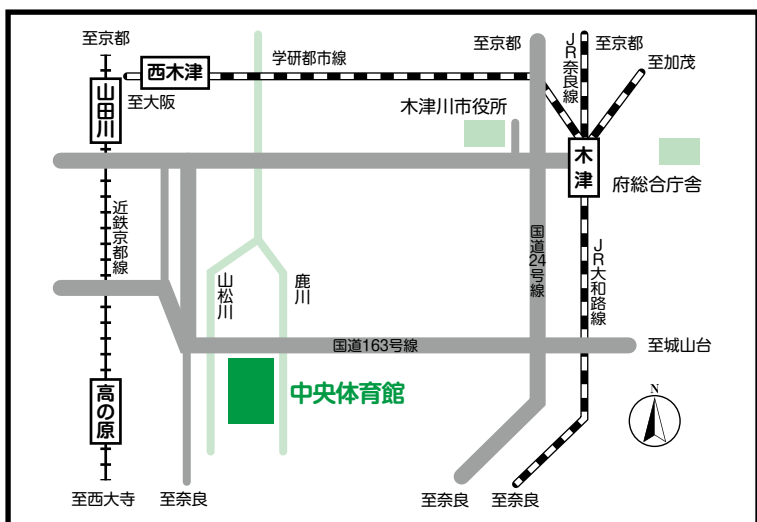 至京都
学研都市線
西木津
至大阪
山田川
至京都
JR奈良線
至京都
至加茂
木津川市役所
木津
府総合庁舎
近鉄京都線
山松川
鹿川
国道24号線
JR大和路線
国道163号線
至城山台
中央体育館
高の原
N
至西大寺
至奈良
至奈良
至奈良